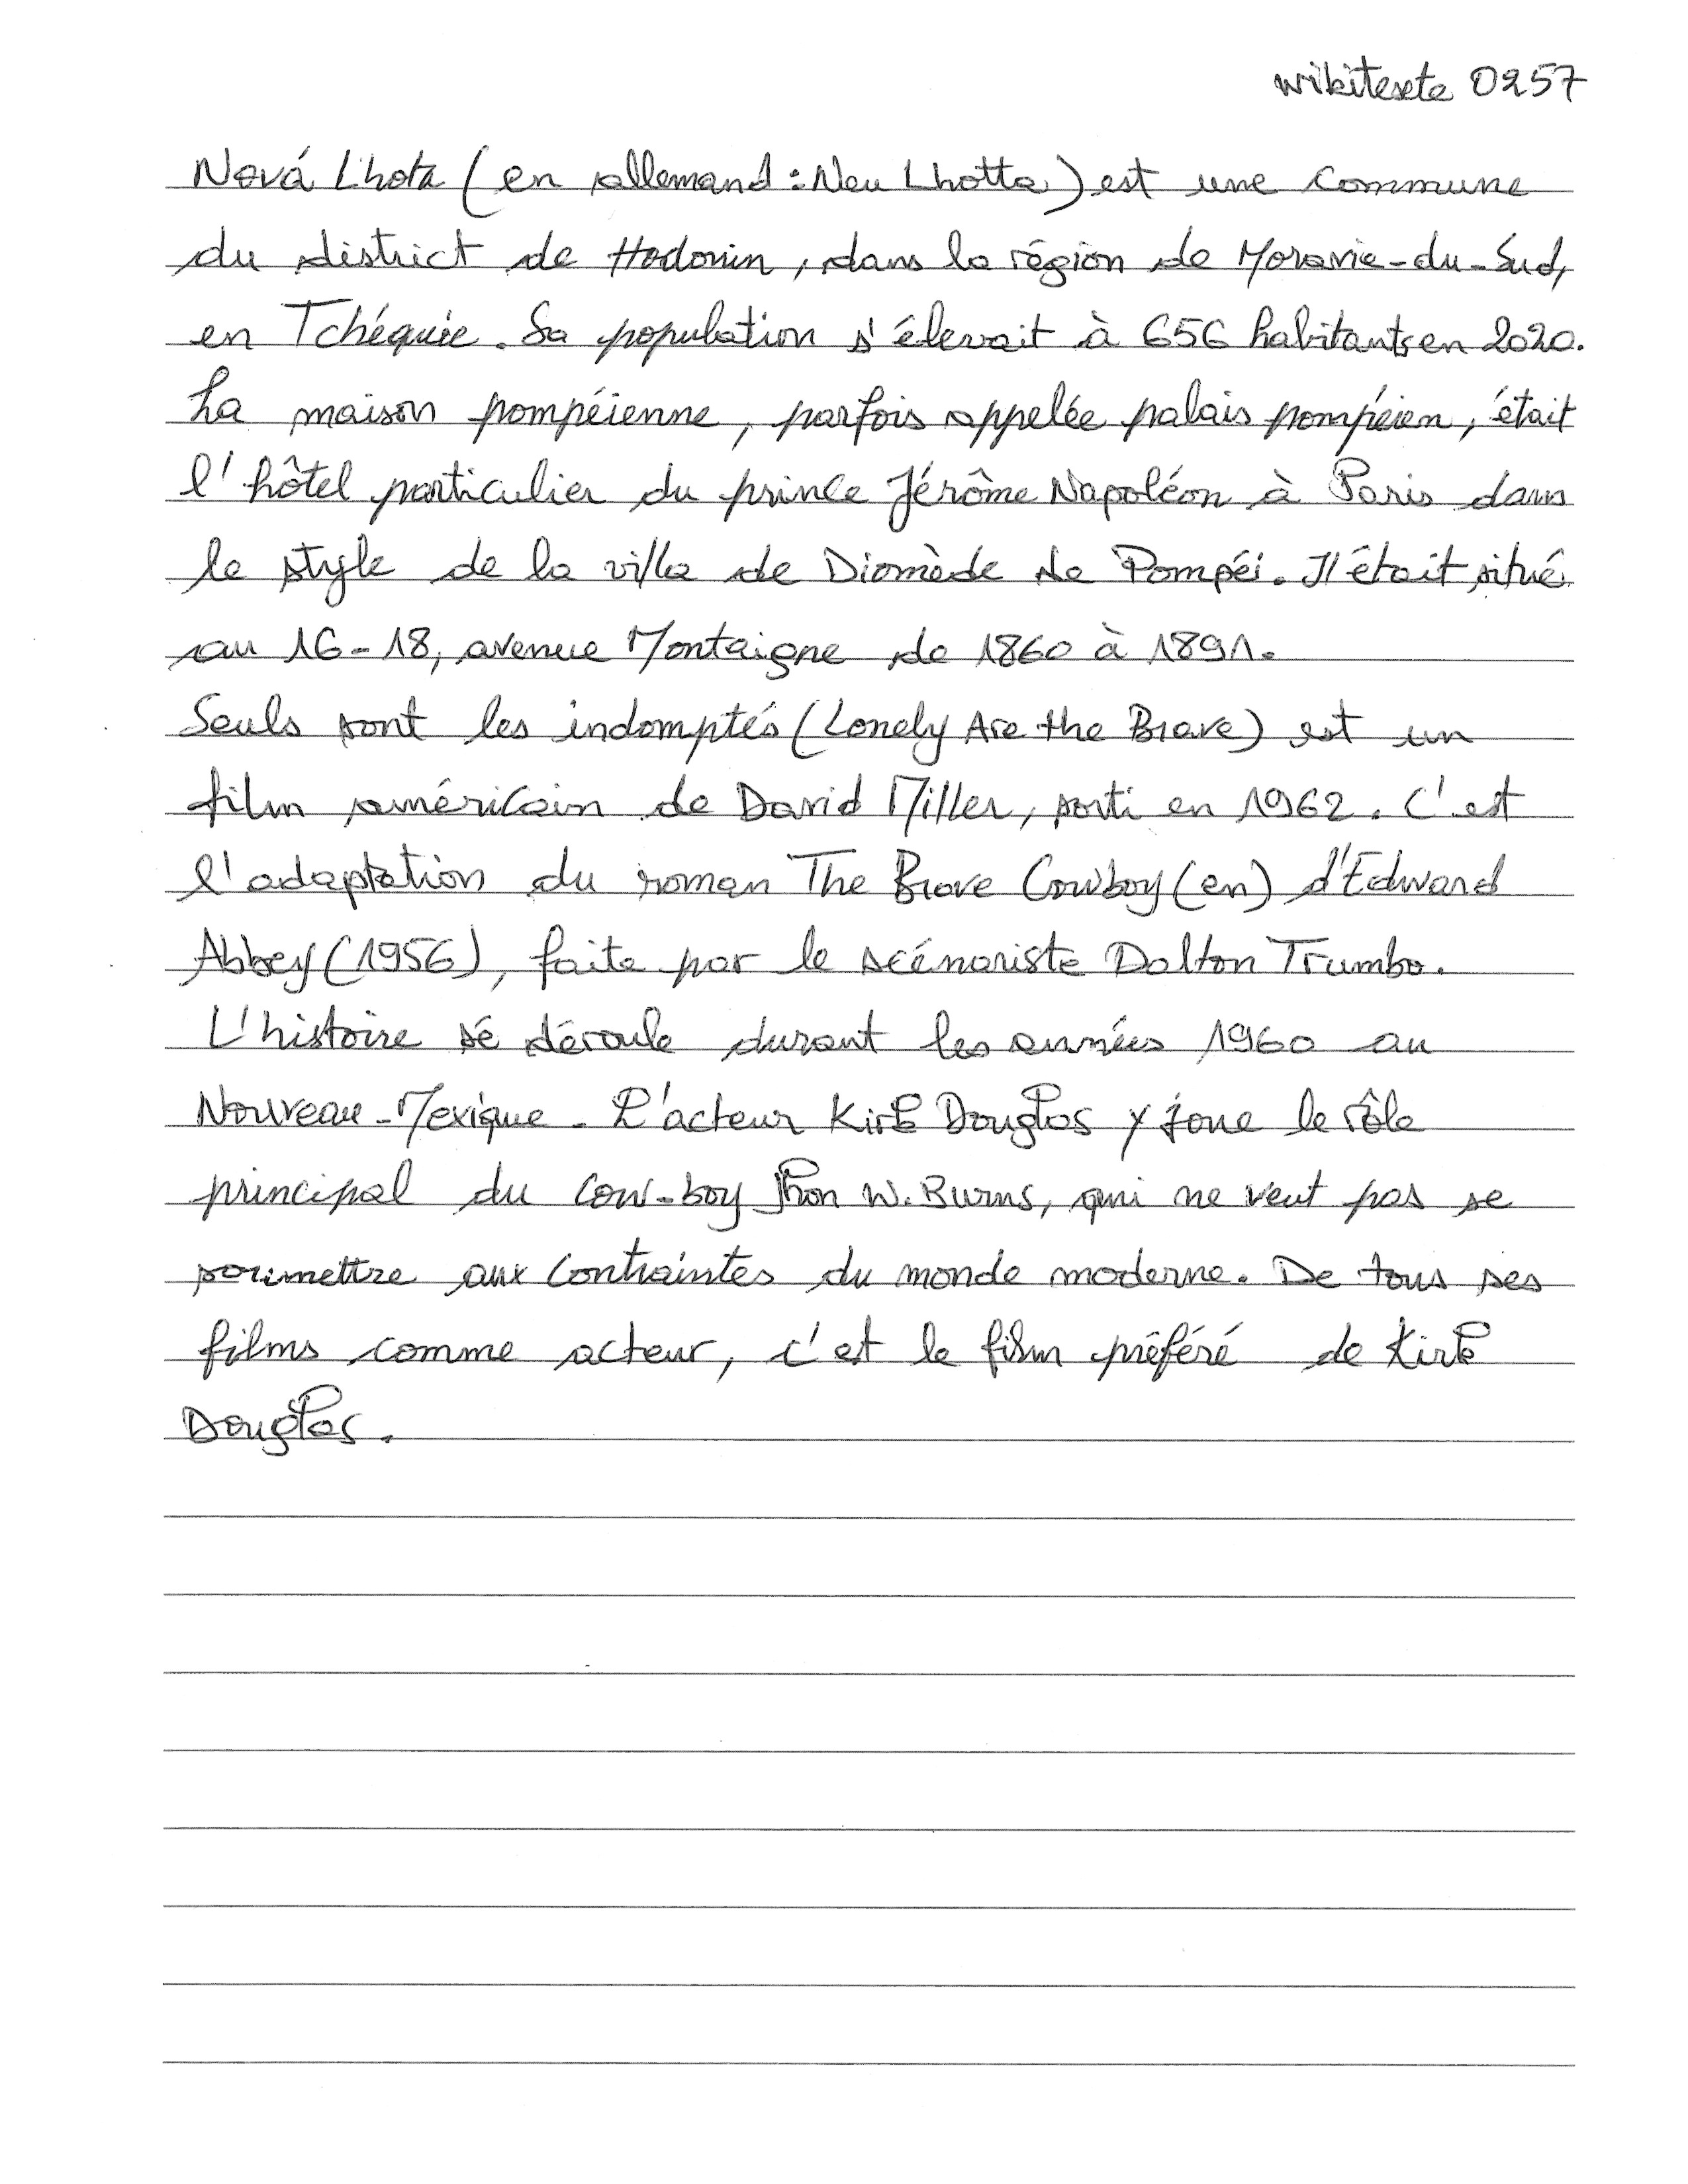 wikitexte 0257
Nová Lhota (en allemand : Neu Lhotta) est une commune
du district de Hodonín, dans la région de Moravie-du-Sud,
en Tchéquie. Sa population s'élevait à 656 habitants en 2020.
La maison pompéienne, parfois appelée palais pompéien, était
l'hôtel particulier du prince Jérôme Napoléon à Paris dans
le style de la villa de Diomède de Pompéi. Il était situé
au 16-18, avenue Montaigne de 1860 à 1891.
Seuls sont les indomptés (Lonely Are the Brave) est un
film américain de David Miller, sorti en 1962. C'est
l'adaptation du roman The Brave Cowboy (en) d'Edward
Abbey (1956), faite par le scénariste Dalton Trumbo.
L'histoire se déroule durant les années 1960 au
Nouveau-Mexique. L'acteur Kirk Douglas y joue le rôle
principal du cow-boy Jhon W. Burns, qui ne veut pas se
soumettre aux contraintes du monde moderne. De tous ses
films comme acteur, c'est le film préféré de Kirk
Douglas.